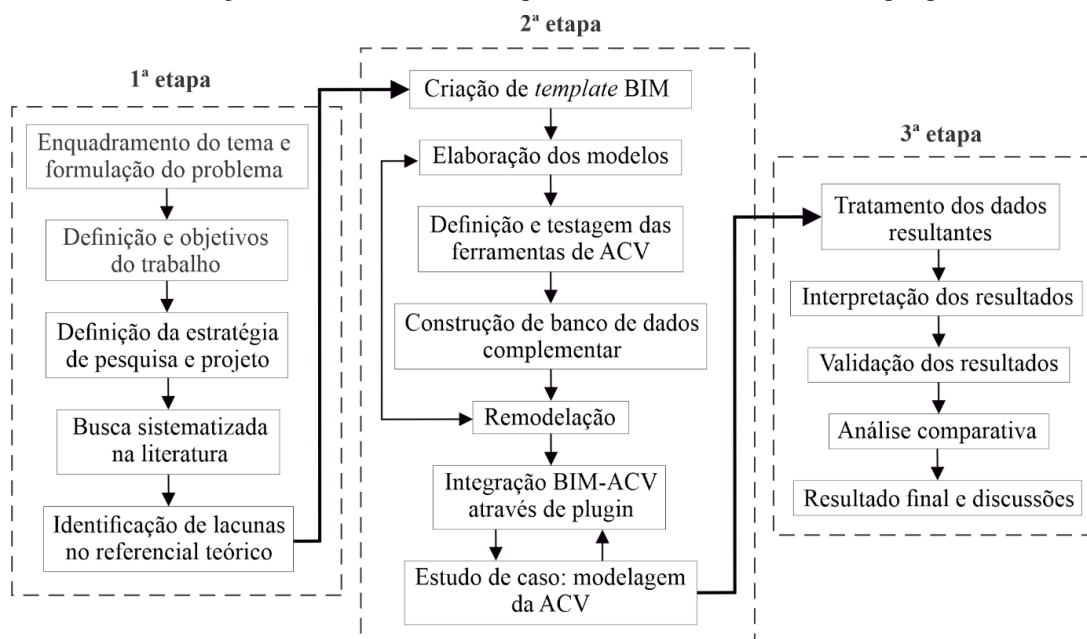 2ª etapa
1ª etapa
Enquadramento do tema e
formulação do problema
Definição e objetivos
do trabalho
Definição da estratégia
de pesquisa e projeto
Busca sistematizada
na literatura
Identificação de lacunas
no referencial teórico
Criação de template BIM
Elaboração dos modelos
Definição e testagem das
ferramentas de ACV
Construção de banco de dados
complementar
Remodelação
Integração BIM-ACV
através de plugin
Estudo de caso: modelagem
da ACV
3ª etapa
Tratamento dos dados
resultantes
Interpretação dos resultados
Validação dos resultados
Análise comparativa
Resultado final e discussões